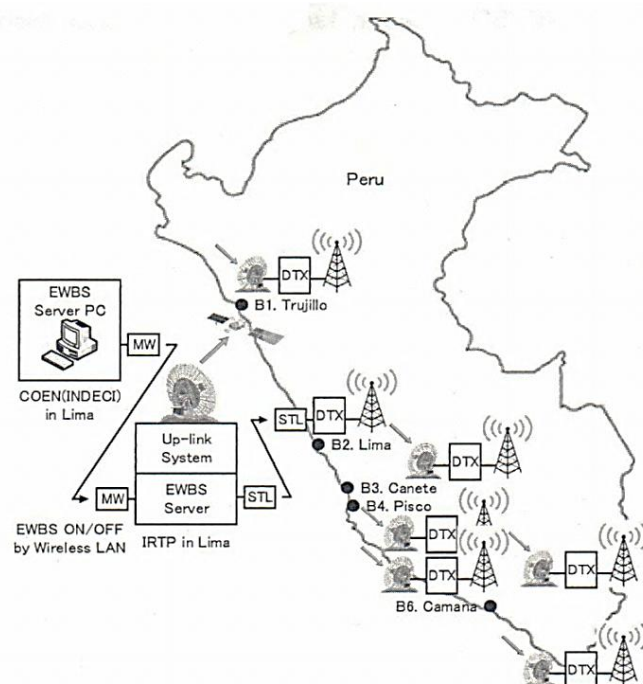 Peru
DTX
B1. Trujillo
EWBS
Server PC
MW
COEN(INDECI)
in Lima
STL
DTX
B2. Lima
Up-link
System
DTX
MW
EWBS
Server
STL
B3. Canete
B4. Pisco
EWBS ON/OFF
by Wireless LAN
IRTP in Lima
DTX
DTX
DTX
B6. Camana
DTX